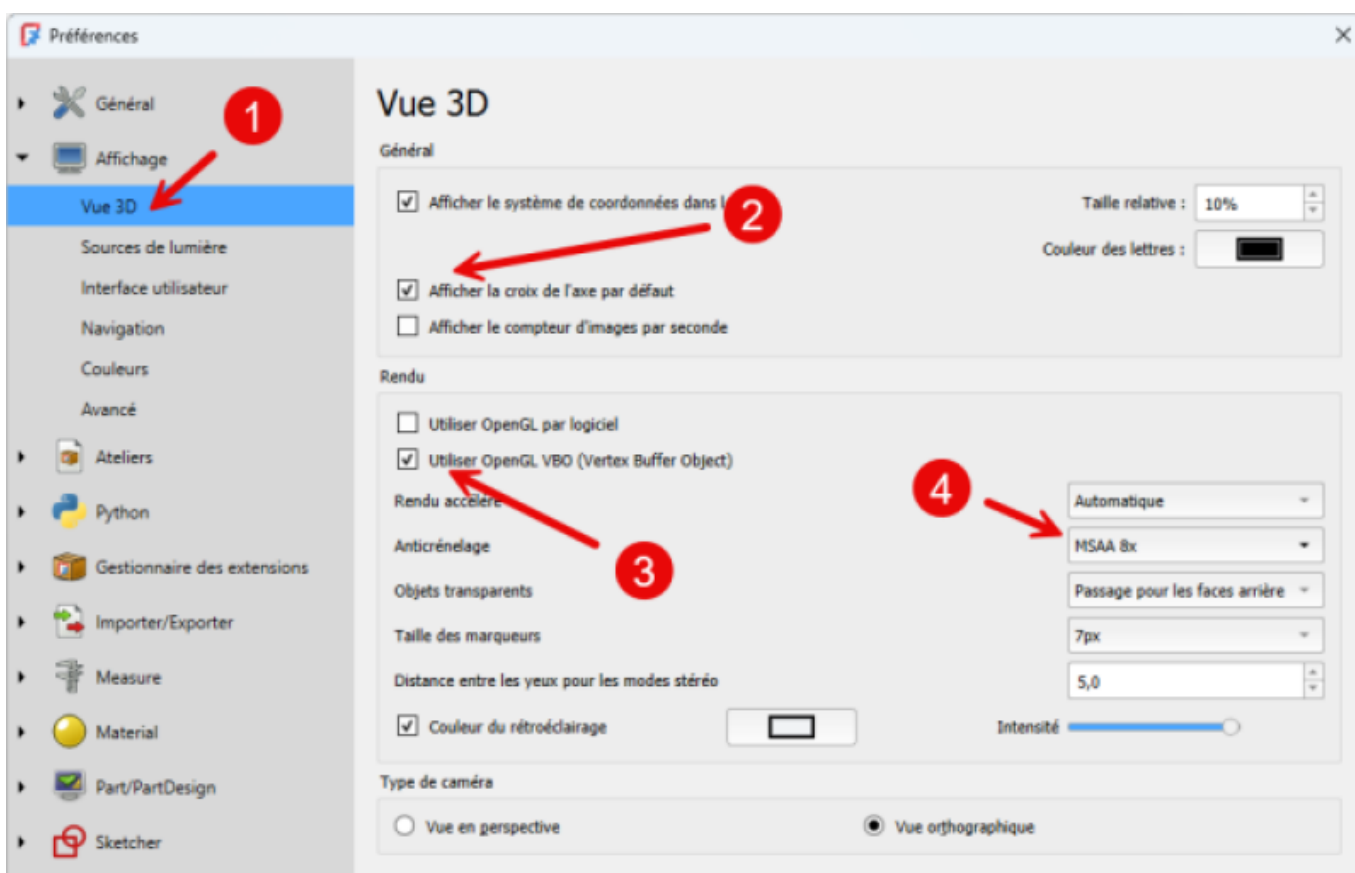 Préférences
Général
1
Affichage
Vue 3D
Sources de lumière
Interface utilisateur
Navigation
Couleurs
Avancé
Ateliers
Python
Gestionnaire des extensions
Importer/Exporter
Measure
Material
Part/PartDesign
Sketcher
Vue 3D
Général
Afficher le système de coordonnées dans
2
Taille relative : 10%
Couleur des lettres :
Afficher la croix de l'axe par défaut
Afficher le compteur d'images par seconde
Rendu
Utiliser OpenGL par logiciel
Utiliser OpenGL VBO (Vertex Buffer Object)
Rendu accéléré
4
Automatique
Anticrénelage
MSAA 8x
3
Objets transparents
Passage pour les faces arrière
Taille des marqueurs
7px
Distance entre les yeux pour les modes stéréo
5,0
Couleur du rétroéclairage
Intensité
Type de caméra
Vue en perspective
Vue orthographique